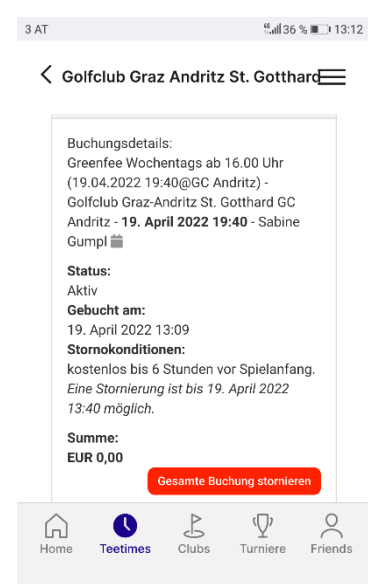 3 AT 36 % 13:12
Golfclub Graz Andritz St. Gotthard
Buchungsdetails:
Greenfee Wochentags ab 16.00 Uhr
(19.04.2022 19:40@GC Andritz) -
Golfclub Graz-Andritz St. Gotthard GC
Andritz - 19. April 2022 19:40 - Sabine
Gumpl
Status:
Aktiv
Gebucht am:
19. April 2022 13:09
Stornokonditionen:
kostenlos bis 6 Stunden vor Spielanfang.
Eine Stornierung ist bis 19. April 2022
13:40 möglich.
Summe:
EUR 0,00
Gesamte Buchung stornieren
Home Teetimes Clubs Turniere Friends